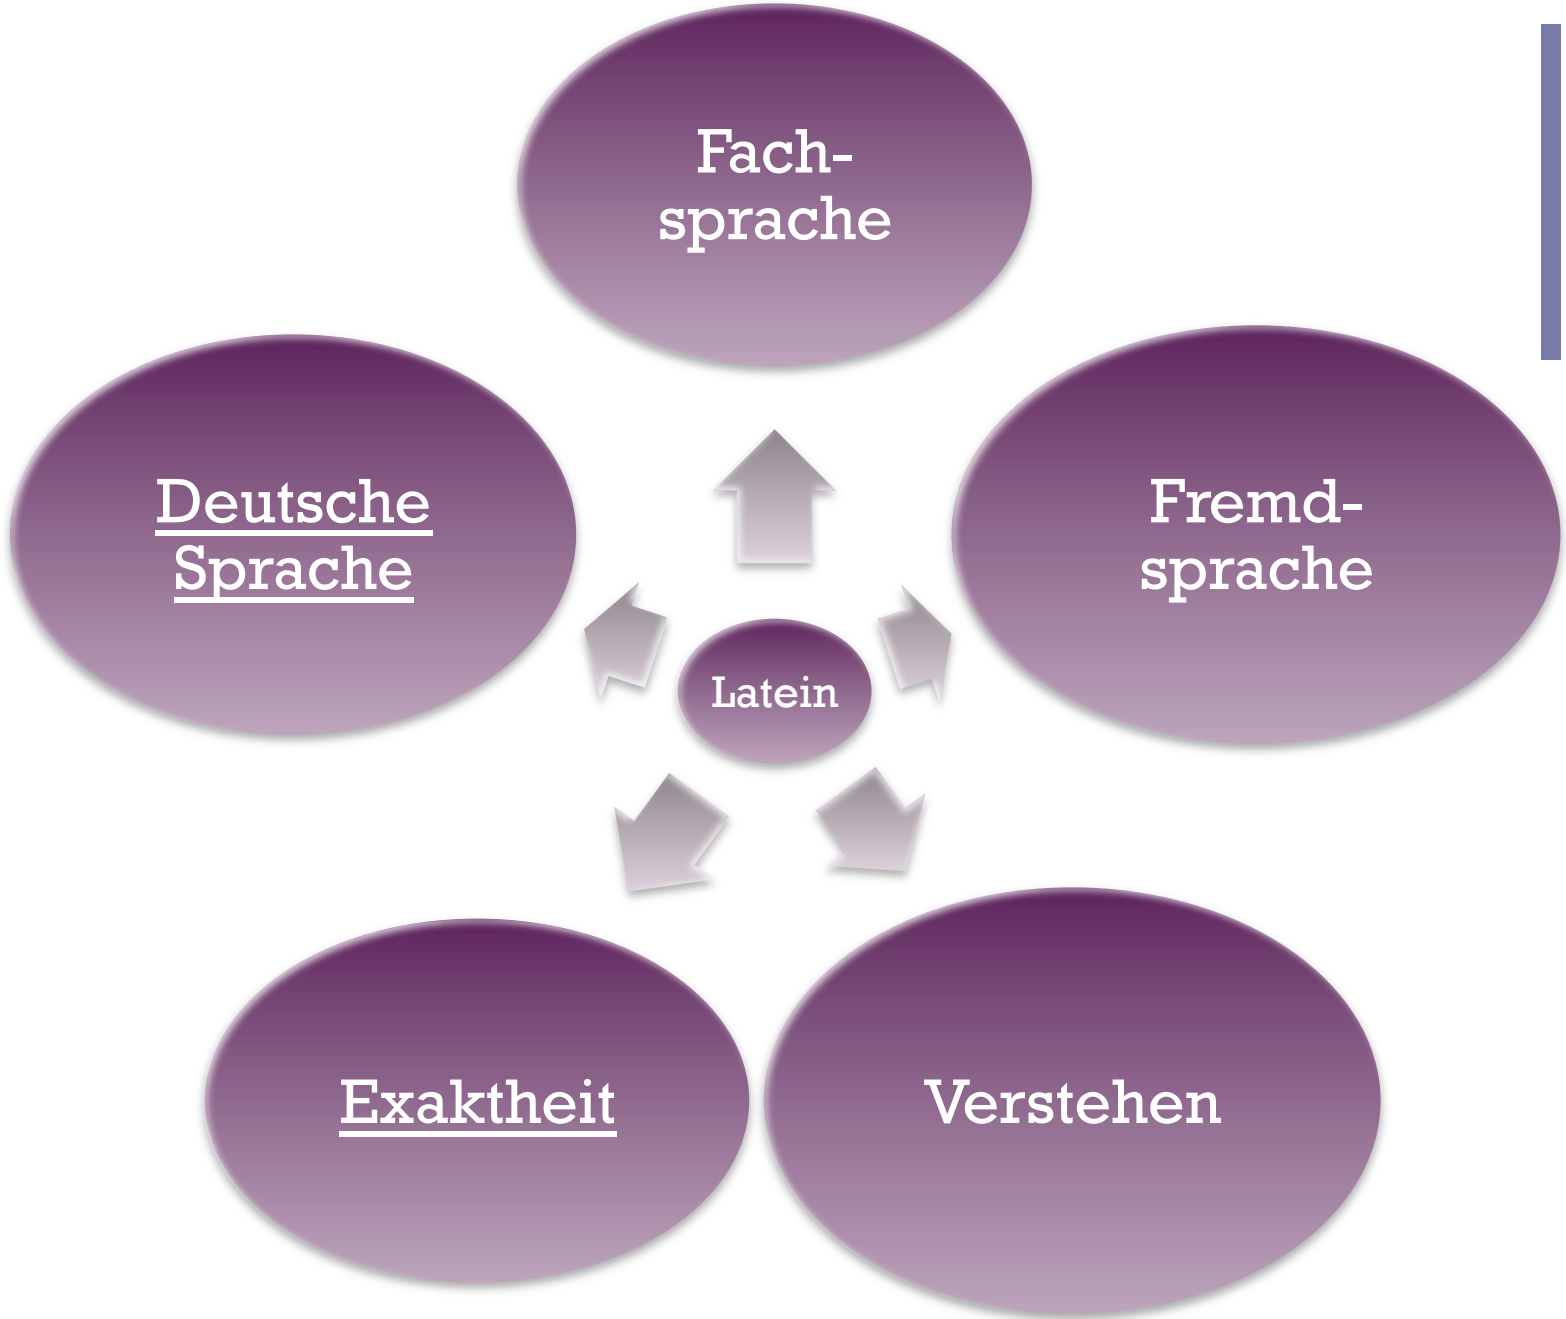 Fach-
sprache
Deutsche
Sprache
Fremd-
sprache
Latein
Exaktheit
Verstehen